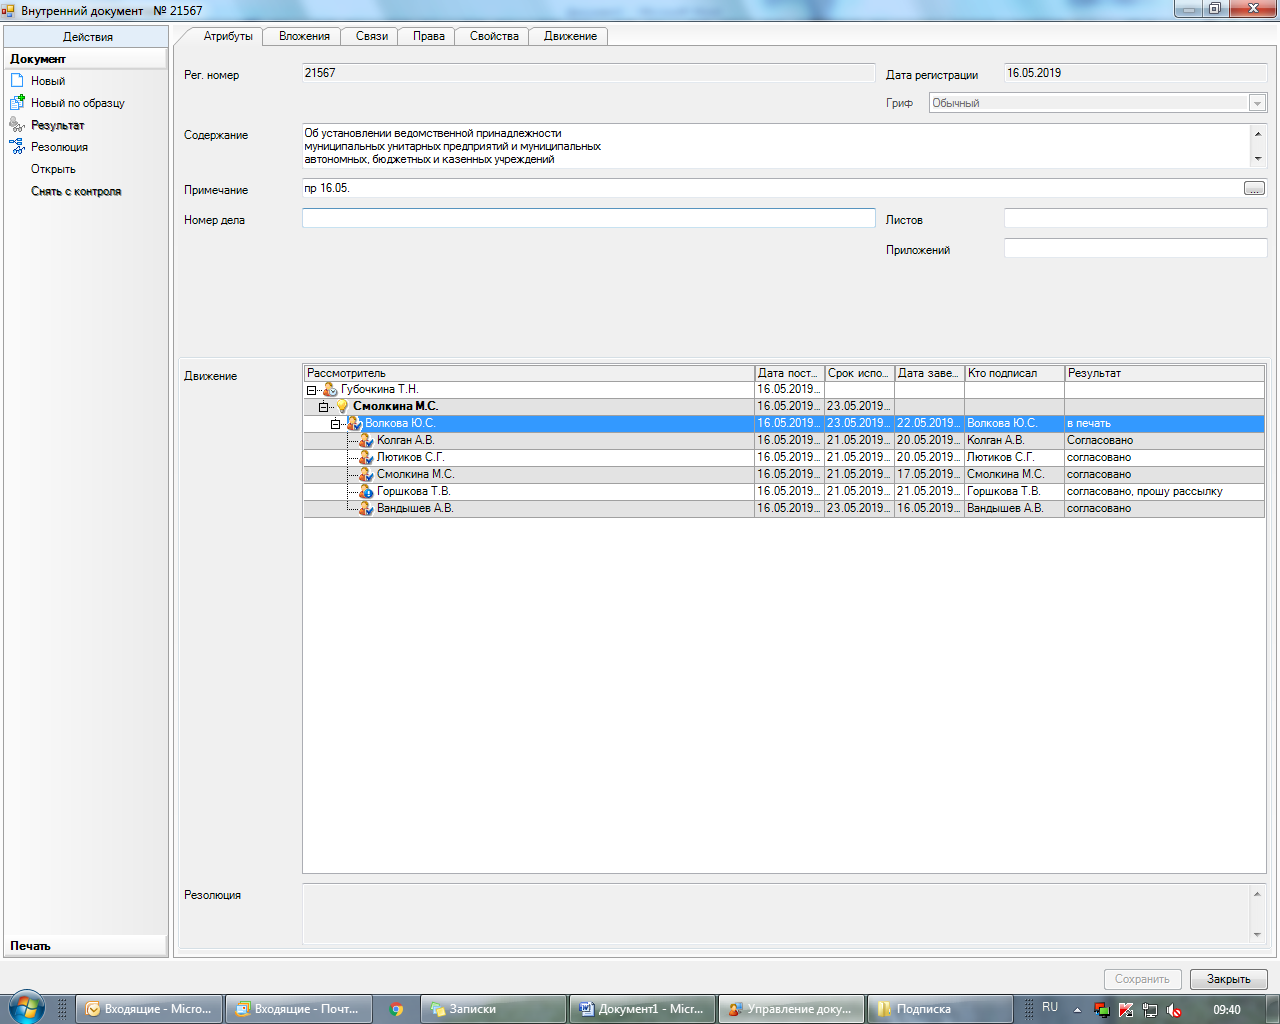 Внутренний документ № 21567
Действия
Документ
Новый
Новый по образцу
Результат
Резолюция
Открыть
Снять с контроля
Печать
Атрибуты Вложения Связи Права Свойства Движение
Рег. номер 21567 Дата регистрации 16.05.2019
Гриф Обычный
Содержание Об установлении ведомственной принадлежности
муниципальных унитарных предприятий и муниципальных
автономных, бюджетных и казенных учреждений
Примечание пр 16.05. ...
Номер дела Листов
Приложений
Движение
Рассмотритель Дата пост... Срок испо... Дата заве... Кто подписал Результат
Губочкина Т.Н. 16.05.2019...
Смолкина М.С. 16.05.2019... 23.05.2019...
Волкова Ю.С. 16.05.2019... 23.05.2019... 22.05.2019... Волкова Ю.С. в печать
Колган А.В. 16.05.2019... 21.05.2019... 20.05.2019... Колган А.В. Согласовано
Лютиков С.Г. 16.05.2019... 21.05.2019... 20.05.2019... Лютиков С.Г. согласовано
Смолкина М.С. 16.05.2019... 21.05.2019... 17.05.2019... Смолкина М.С. согласовано
Горшкова Т.В. 16.05.2019... 21.05.2019... 21.05.2019... Горшкова Т.В. согласовано, прошу рассылку
Вандышев А.В. 16.05.2019... 23.05.2019... 16.05.2019... Вандышев А.В. согласовано
Резолюция
Сохранить Закрыть
Входящие - Micro... Входящие - Почт... Записки Документ1 - Micr... Управление доку... Подписка RU 09:40